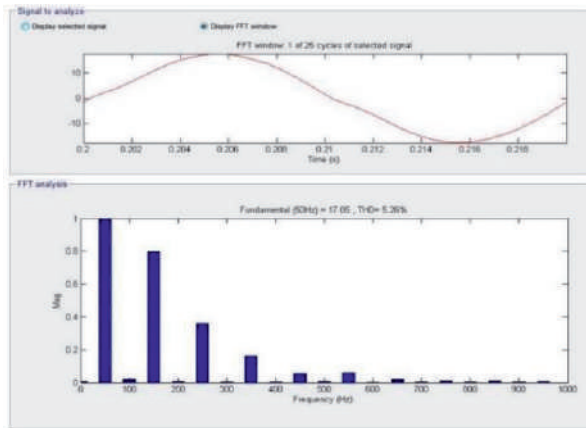 Signal to analyze
Display selected signal Display FFT window
FFT window: 1 of 25 cycles of selected signal
10
0
-10
0.2 0.202 0.204 0.206 0.208 0.21 0.212 0.214 0.216 0.218
Time (s)
FFT analysis
Fundamental (50Hz) = 17.05 , THD= 5.26%
1
0.8
0.6
0.4
0.2
0
Mag
0 100 200 300 400 500 600 700 800 900 1000
Frequency (Hz)